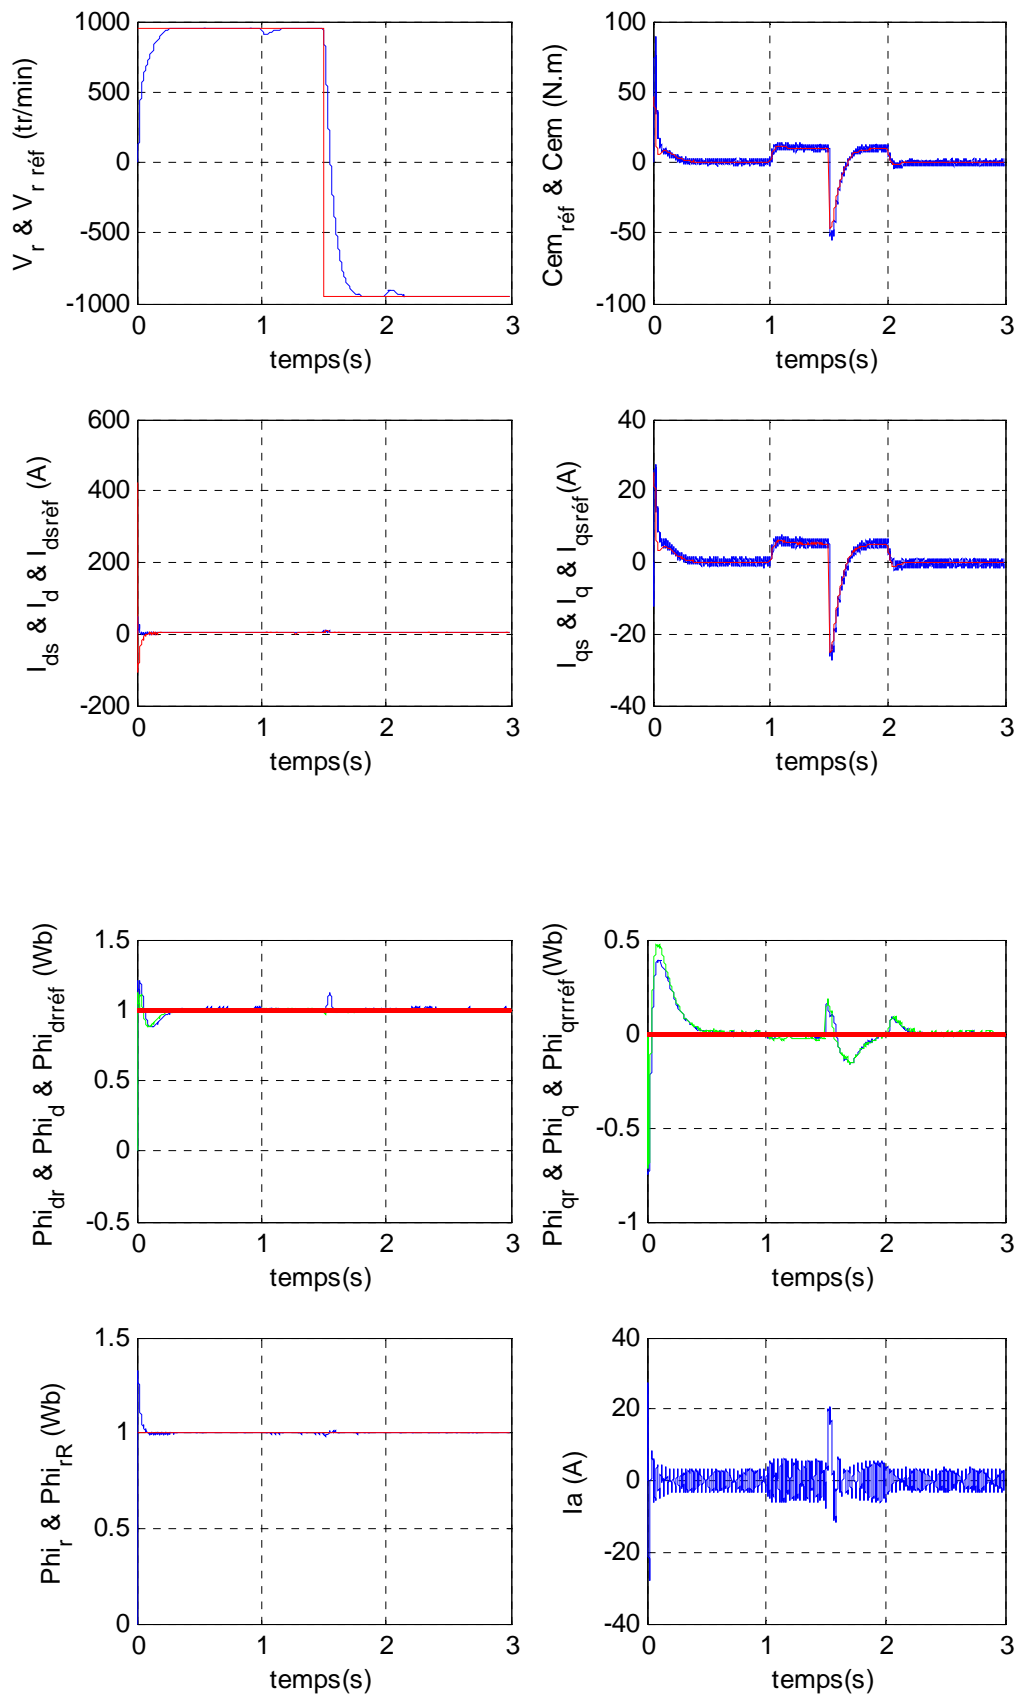 1000
500
0
-500
-1000
V_r & V_r réf (tr/min)
0 1 2 3
temps(s)
100
50
0
-50
-100
Cem_réf & Cem (N.m)
0 1 2 3
temps(s)
600
400
200
0
-200
I_ds & I_d & I_dsrèf (A)
0 1 2 3
temps(s)
40
20
0
-20
-40
I_qs & I_q & I_qsréf(A)
0 1 2 3
temps(s)
1.5
1
0.5
0
-0.5
Phi_dr & Phi_d & Phi_drréf (Wb)
0 1 2 3
temps(s)
0.5
0
-0.5
-1
Phi_qr & Phi_q & Phi_qrrréf(Wb)
0 1 2 3
temps(s)
1.5
1
0.5
0
Phi_r & Phi_rR (Wb)
0 1 2 3
temps(s)
40
20
0
-20
-40
Ia (A)
0 1 2 3
temps(s)